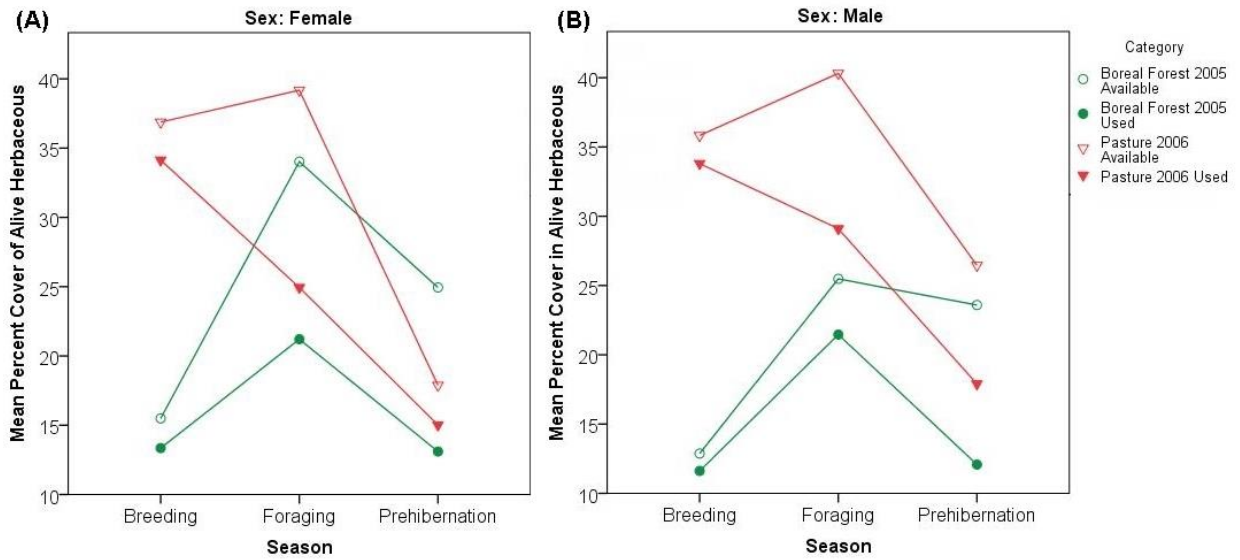 (A)
Sex: Female
Mean Percent Cover of Alive Herbaceous
40
35
30
25
20
15
10
Breeding Foraging Prehibernation
Season
(B)
Sex: Male
Mean Percent Cover in Alive Herbaceous
40
35
30
25
20
15
10
Breeding Foraging Prehibernation
Season
Category
Boreal Forest 2005
Available
Boreal Forest 2005
Used
Pasture 2006
Available
Pasture 2006 Used